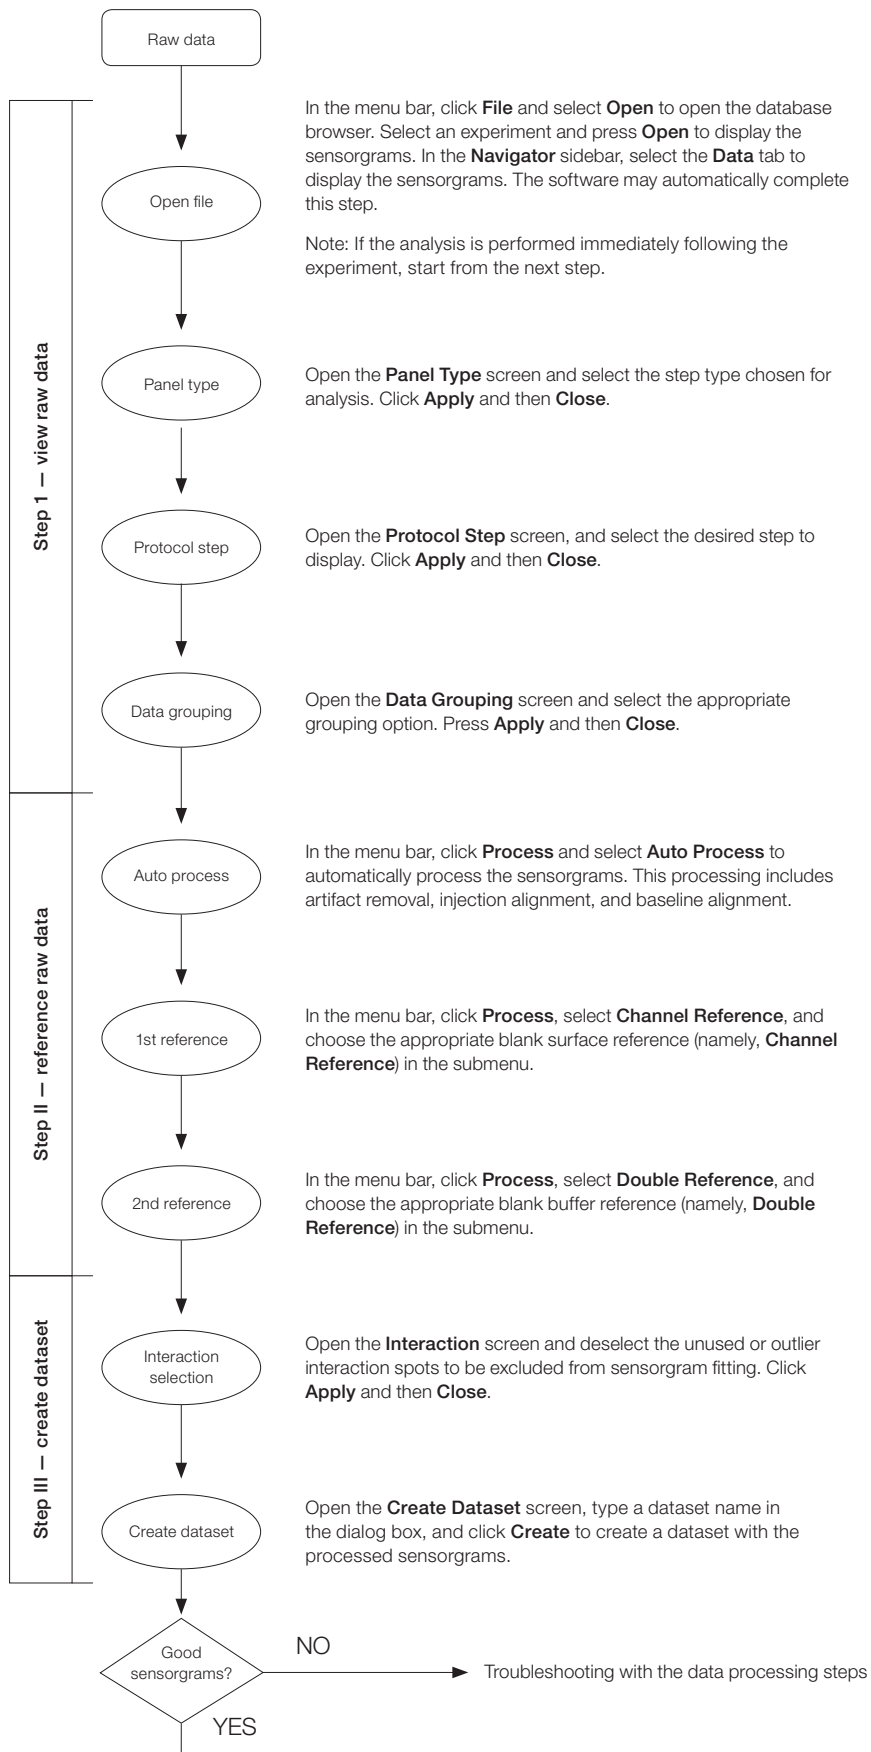 Raw data
Step 1 — view raw data
Open file
In the menu bar, click File and select Open to open the database
browser. Select an experiment and press Open to display the
sensorgrams. In the Navigator sidebar, select the Data tab to
display the sensorgrams. The software may automatically complete
this step.
Note: If the analysis is performed immediately following the
experiment, start from the next step.
Panel type
Open the Panel Type screen and select the step type chosen for
analysis. Click Apply and then Close.
Protocol step
Open the Protocol Step screen, and select the desired step to
display. Click Apply and then Close.
Data grouping
Open the Data Grouping screen and select the appropriate
grouping option. Press Apply and then Close.
Step II — reference raw data
Auto process
In the menu bar, click Process and select Auto Process to
automatically process the sensorgrams. This processing includes
artifact removal, injection alignment, and baseline alignment.
1st reference
In the menu bar, click Process, select Channel Reference, and
choose the appropriate blank surface reference (namely, Channel
Reference) in the submenu.
2nd reference
In the menu bar, click Process, select Double Reference, and
choose the appropriate blank buffer reference (namely, Double
Reference) in the submenu.
Step III — create dataset
Interaction
selection
Open the Interaction screen and deselect the unused or outlier
interaction spots to be excluded from sensorgram fitting. Click
Apply and then Close.
Create dataset
Open the Create Dataset screen, type a dataset name in
the dialog box, and click Create to create a dataset with the
processed sensorgrams.
Good
sensorgrams?
NO
Troubleshooting with the data processing steps
YES